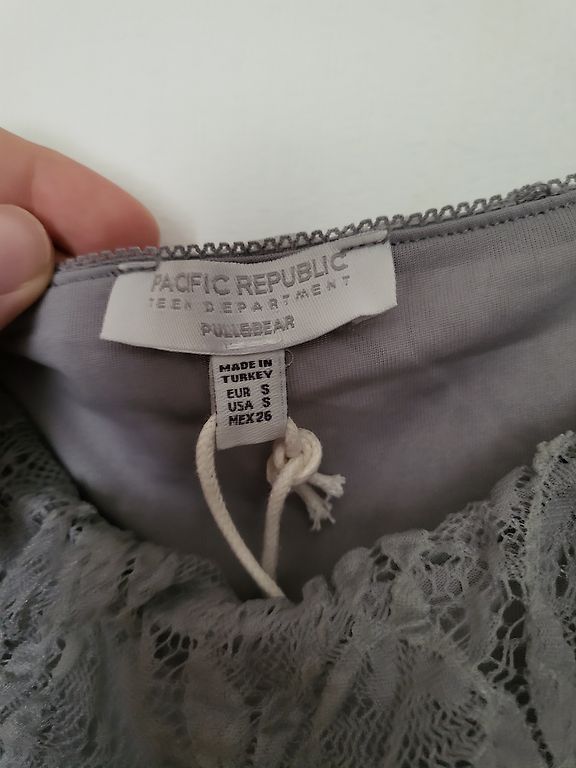 PACIFIC REPUBLIC
TEEN DEPARTMENT
PULL&BEAR
MADE IN
TURKEY
EUR S
USA S
MEX 26